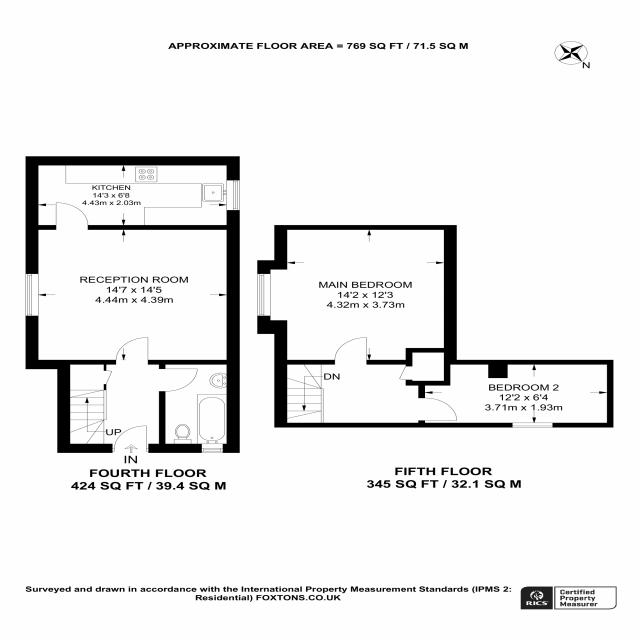 APPROXIMATE FLOOR AREA = 769 SQ FT / 71.5 SQ M
N
KITCHEN
14'3 x 6'8
4.43m x 2.03m
RECEPTION ROOM
14'7 x 14'5
4.44m x 4.39m
UP
IN
FOURTH FLOOR
424 SQ FT / 39.4 SQ M
MAIN BEDROOM
14'2 x 12'3
4.32m x 3.73m
DN
BEDROOM 2
12'2 x 6'4
3.71m x 1.93m
FIFTH FLOOR
345 SQ FT / 32.1 SQ M
Surveyed and drawn in accordance with the International Property Measurement Standards (IPMS 2:
Residential) FOXTONS.CO.UK
RICS
Certified
Property
Measurer